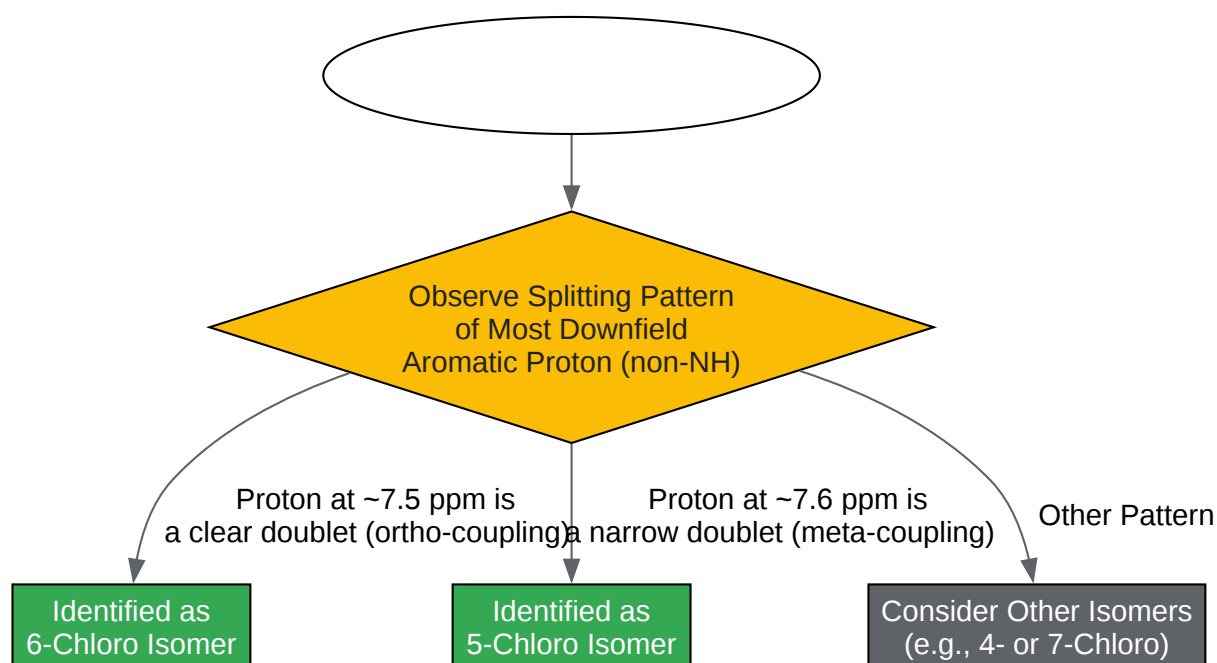 Observe Splitting Pattern
of Most Downfield
Aromatic Proton (non-NH)
Proton at ~7.5 ppm is
a clear doublet (ortho-coupling)
Proton at ~7.6 ppm is
a narrow doublet (meta-coupling)
Other Pattern
Identified as
6-Chloro Isomer
Identified as
5-Chloro Isomer
Consider Other Isomers
(e.g., 4- or 7-Chloro)